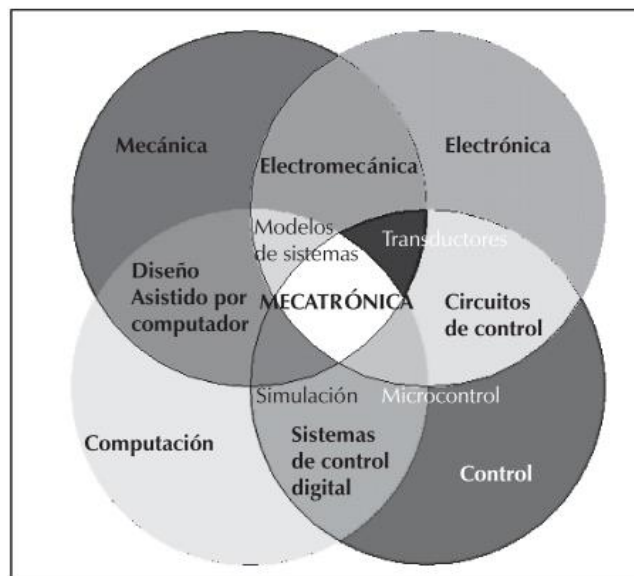 Mecánica
Electrónica
Electromecánica
Modelos
de sistemas
Transductores
Diseño
Asistido por
computador
MECATRÓNICA
Circuitos
de control
Simulación
Microcontrol
Computación
Sistemas
de control
digital
Control